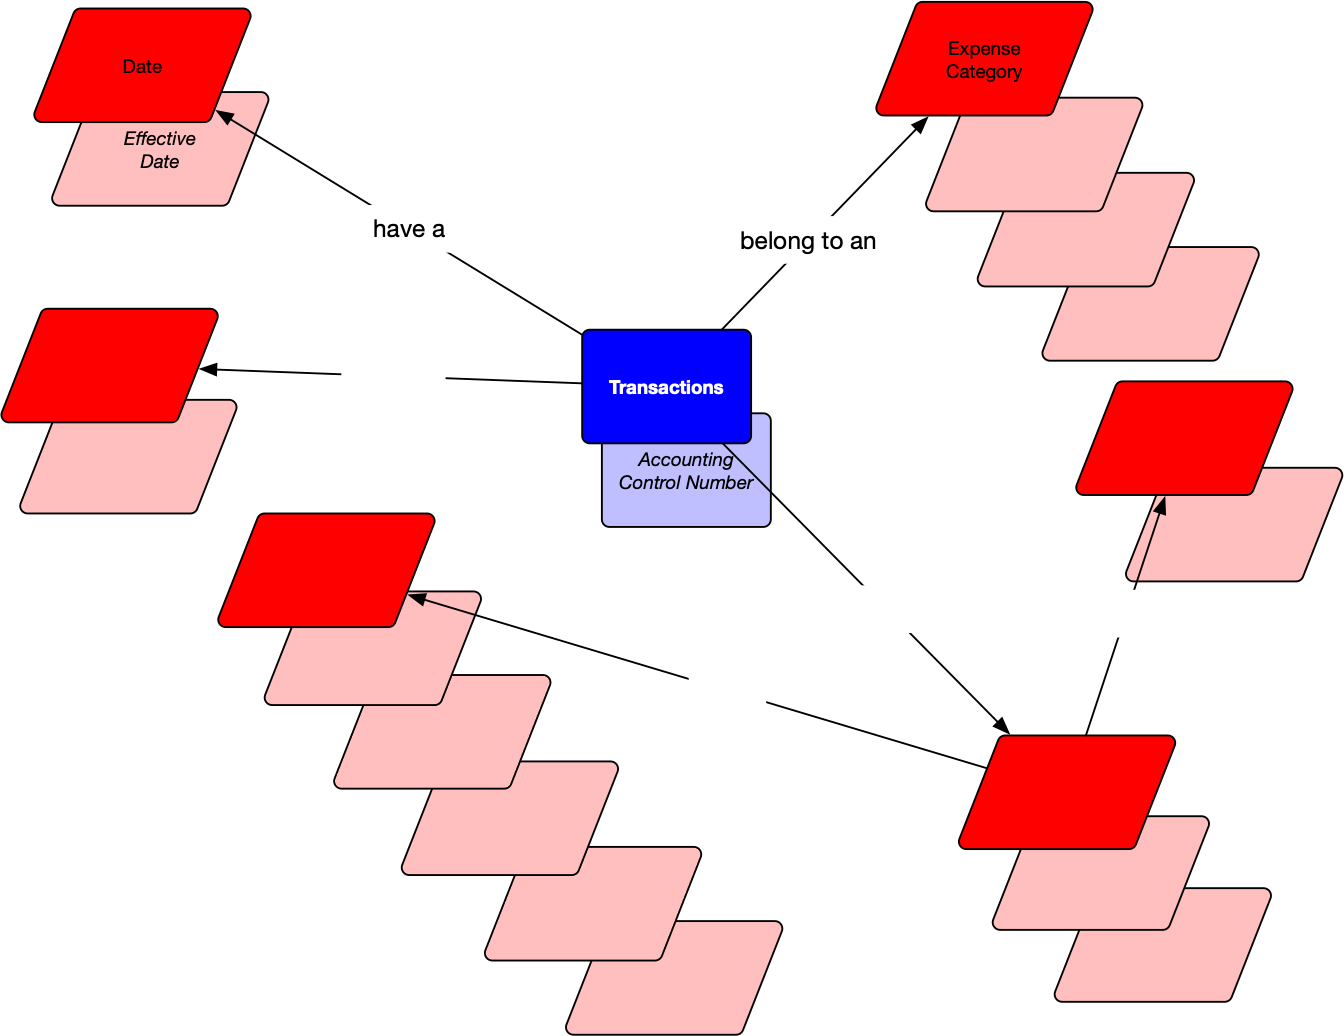 Date
Effective
Date
Expense
Category
have a
belong to an
Transactions
Accounting
Control Number